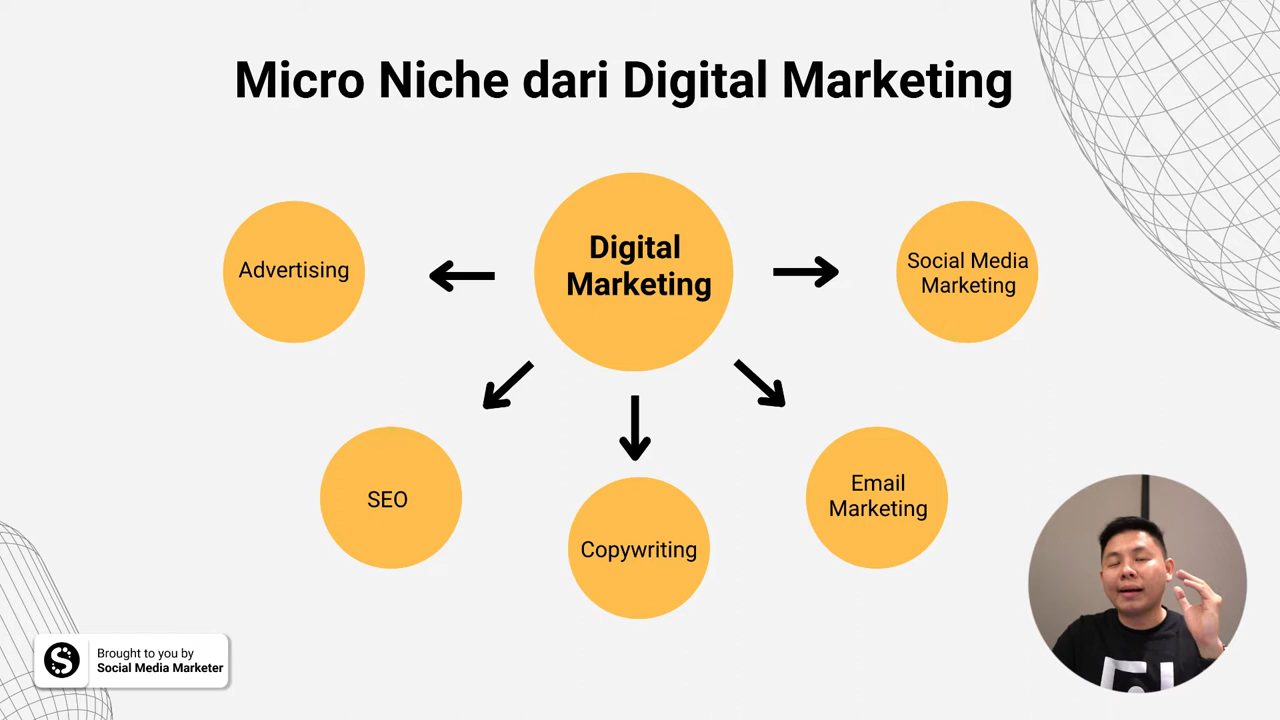 Micro Niche dari Digital Marketing
Advertising
Digital
Marketing
Social Media
Marketing
SEO
Copywriting
Email
Marketing
Brought to you by
Social Media Marketer